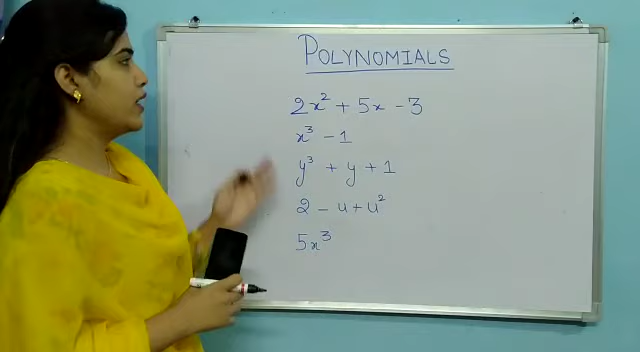 POLYNOMIALS
2x² + 5x - 3
x³ - 1
y³ + y + 1
2 - u + u²
5x³